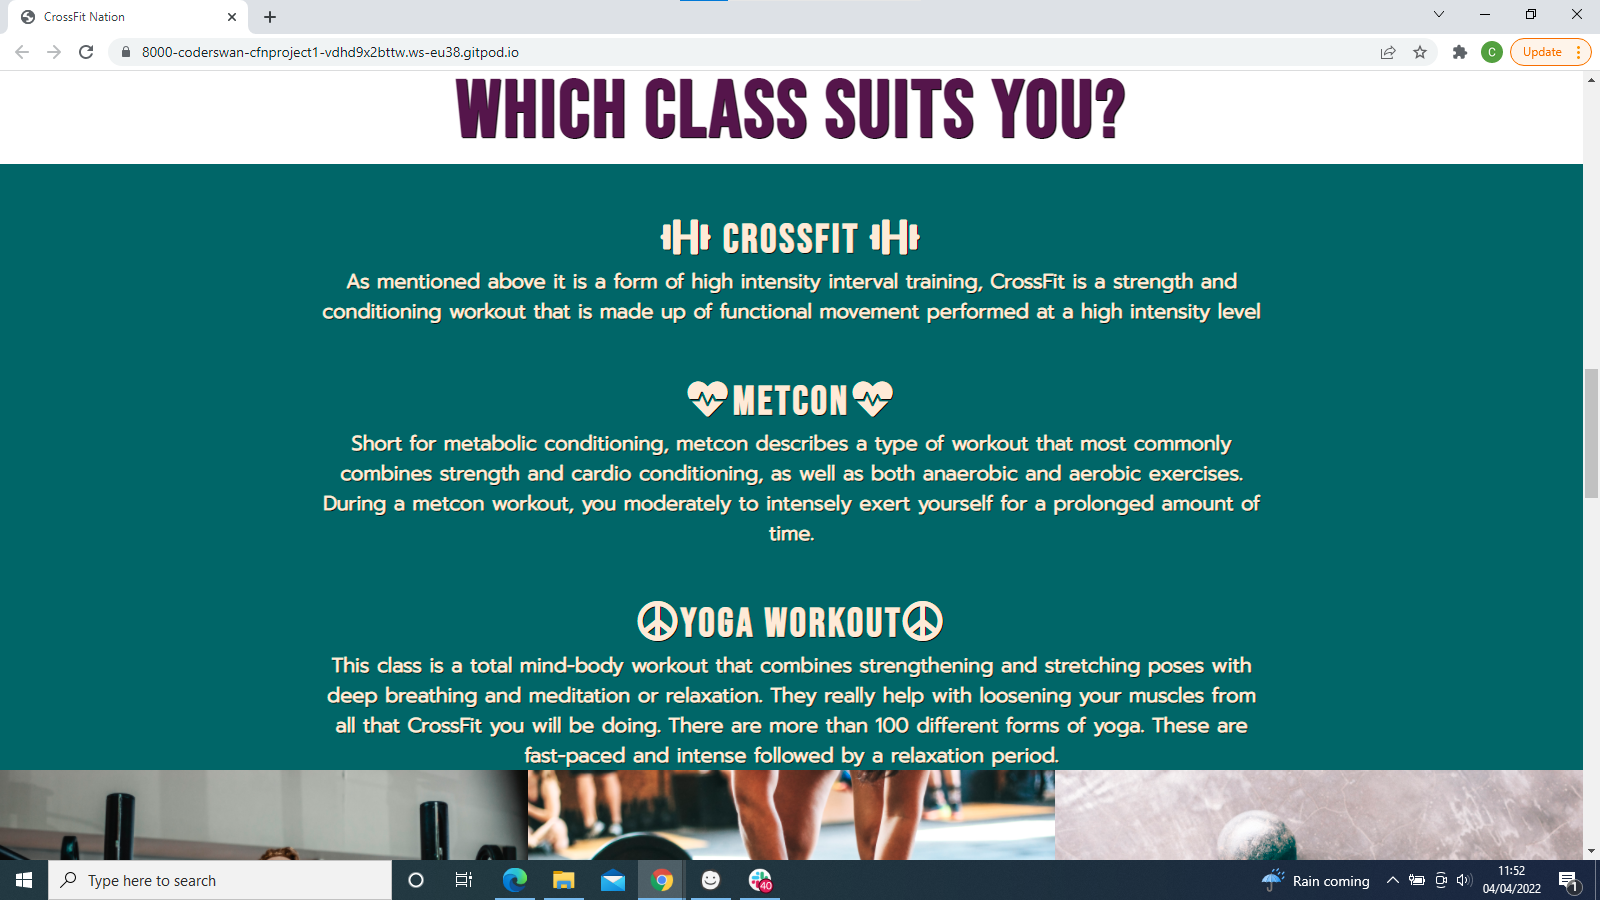 CrossFit Nation
8000-coderswan-cfnproject1-vdhd9x2bttw.ws-eu38.gitpod.io
C
Update
WHICH CLASS SUITS YOU?
CROSSFIT
As mentioned above it is a form of high intensity interval training, CrossFit is a strength and
conditioning workout that is made up of functional movement performed at a high intensity level
METCON
Short for metabolic conditioning, metcon describes a type of workout that most commonly
combines strength and cardio conditioning, as well as both anaerobic and aerobic exercises.
During a metcon workout, you moderately to intensely exert yourself for a prolonged amount of
time.
YOGA WORKOUT
This class is a total mind-body workout that combines strengthening and stretching poses with
deep breathing and meditation or relaxation. They really help with loosening your muscles from
all that CrossFit you will be doing. There are more than 100 different forms of yoga. These are
fast-paced and intense followed by a relaxation period.
Type here to search
40
Rain coming
11:52
04/04/2022
1